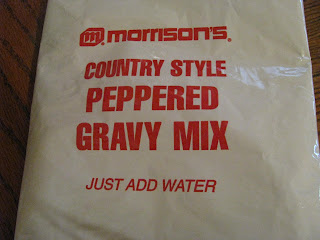 m. morrison's®
COUNTRY STYLE
PEPPERED
GRAVY MIX
JUST ADD WATER